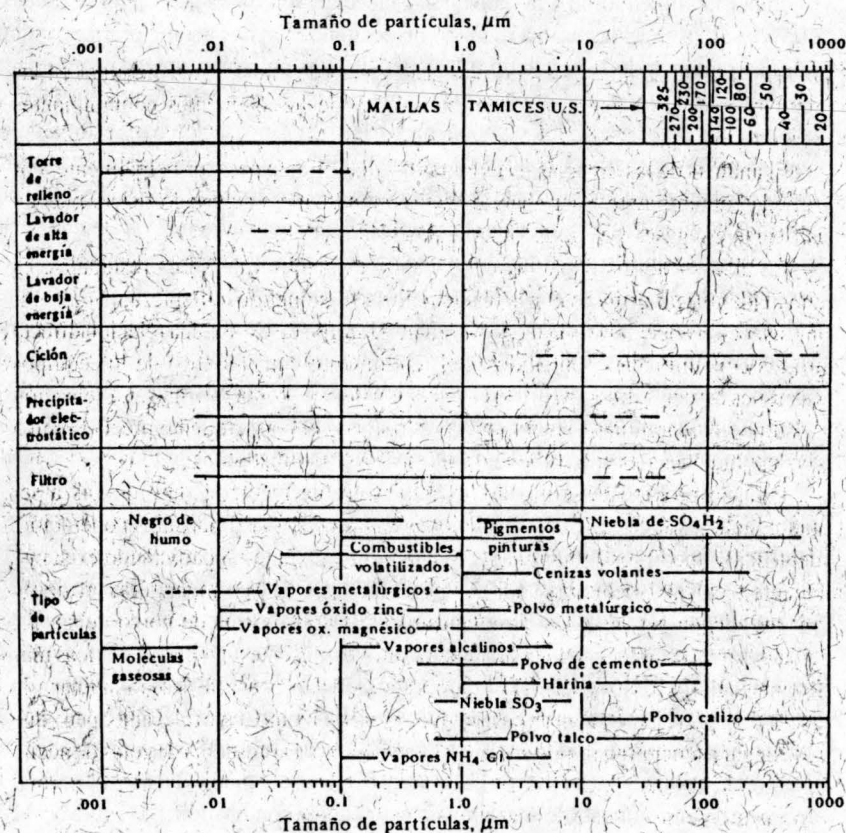 Tamaño de partículas, μm
.001 .01 0.1 1.0 10 100 1000
MALLAS TAMICES U.S.
325 270 230 200 170 140 120 100 80 60 50 40 30 20
Torre
de
relleno
Lavador
de alta
energía
Lavador
de baja
energía
Ciclón
Precipita-
dor elec-
trostático
Filtro
Tipo
de
partículas
Negro de
humo
Pigmentos
pinturas
Niebla de SO4H2
Combustibles
volatilizados
Cenizas volantes
Vapores metalúrgicos
Vapores óxido zinc
Polvo metalúrgico
Vapores ox. magnésico
Moléculas
gaseosas
Vapores alcalinos
Polvo de cemento
Harina
Niebla SO3
Polvo calizo
Polvo talco
Vapores NH4 Cl
.001 .01 0.1 1.0 10 100 1000
Tamaño de partículas, μm